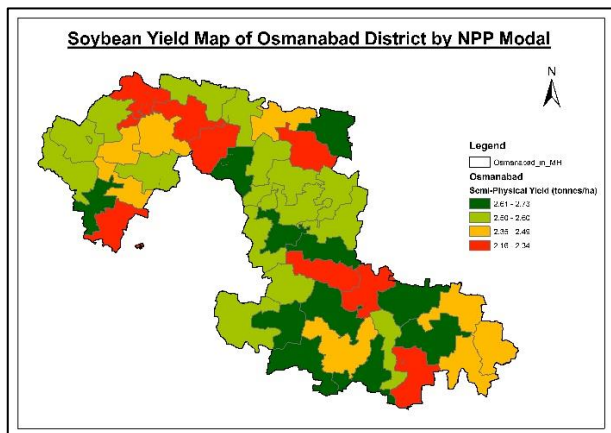 Soybean Yield Map of Osmanabad District by NPP Modal
N
Legend
Osmanabad_in_MH
Osmanabad
Semi-Physical Yield (tonnes/ha)
2.61 - 2.73
2.50 - 2.60
2.35 - 2.49
2.16 - 2.34